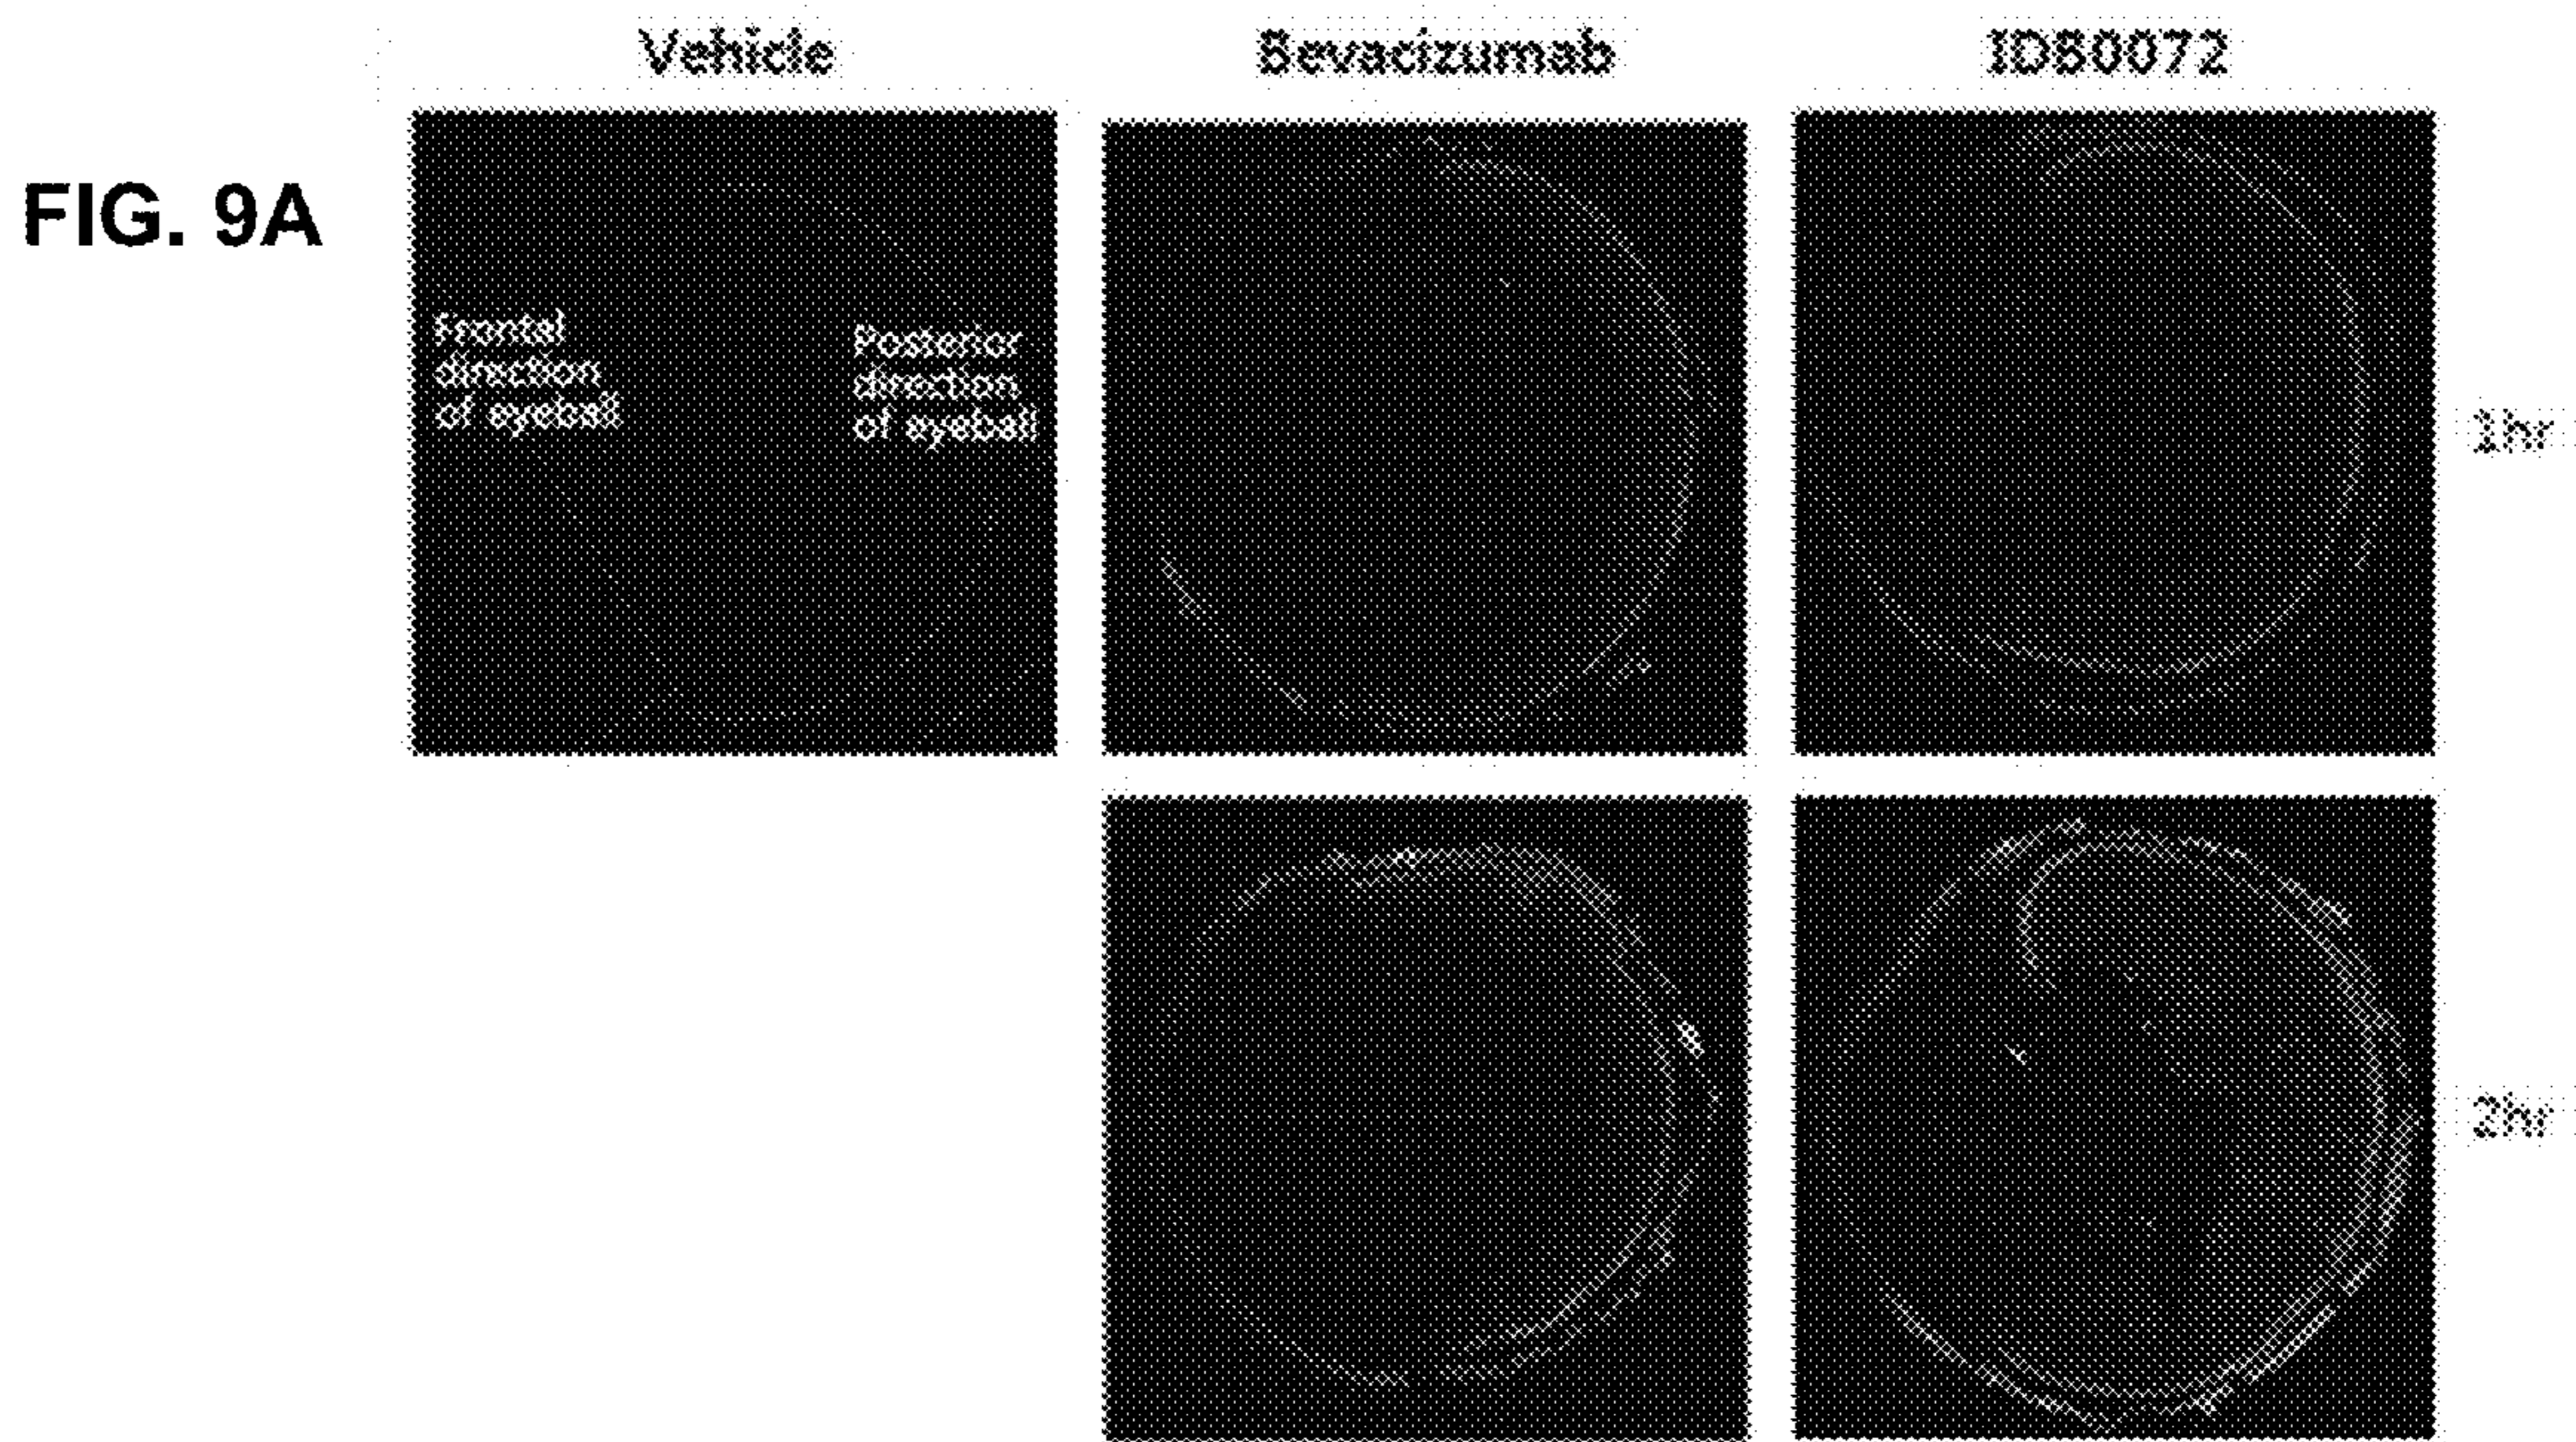 Vehicle
Bevacizumab
IDB0072
FIG. 9A
Frontal
direction
of eyeball
Posterior
direction
of eyeball
1hr
2hr